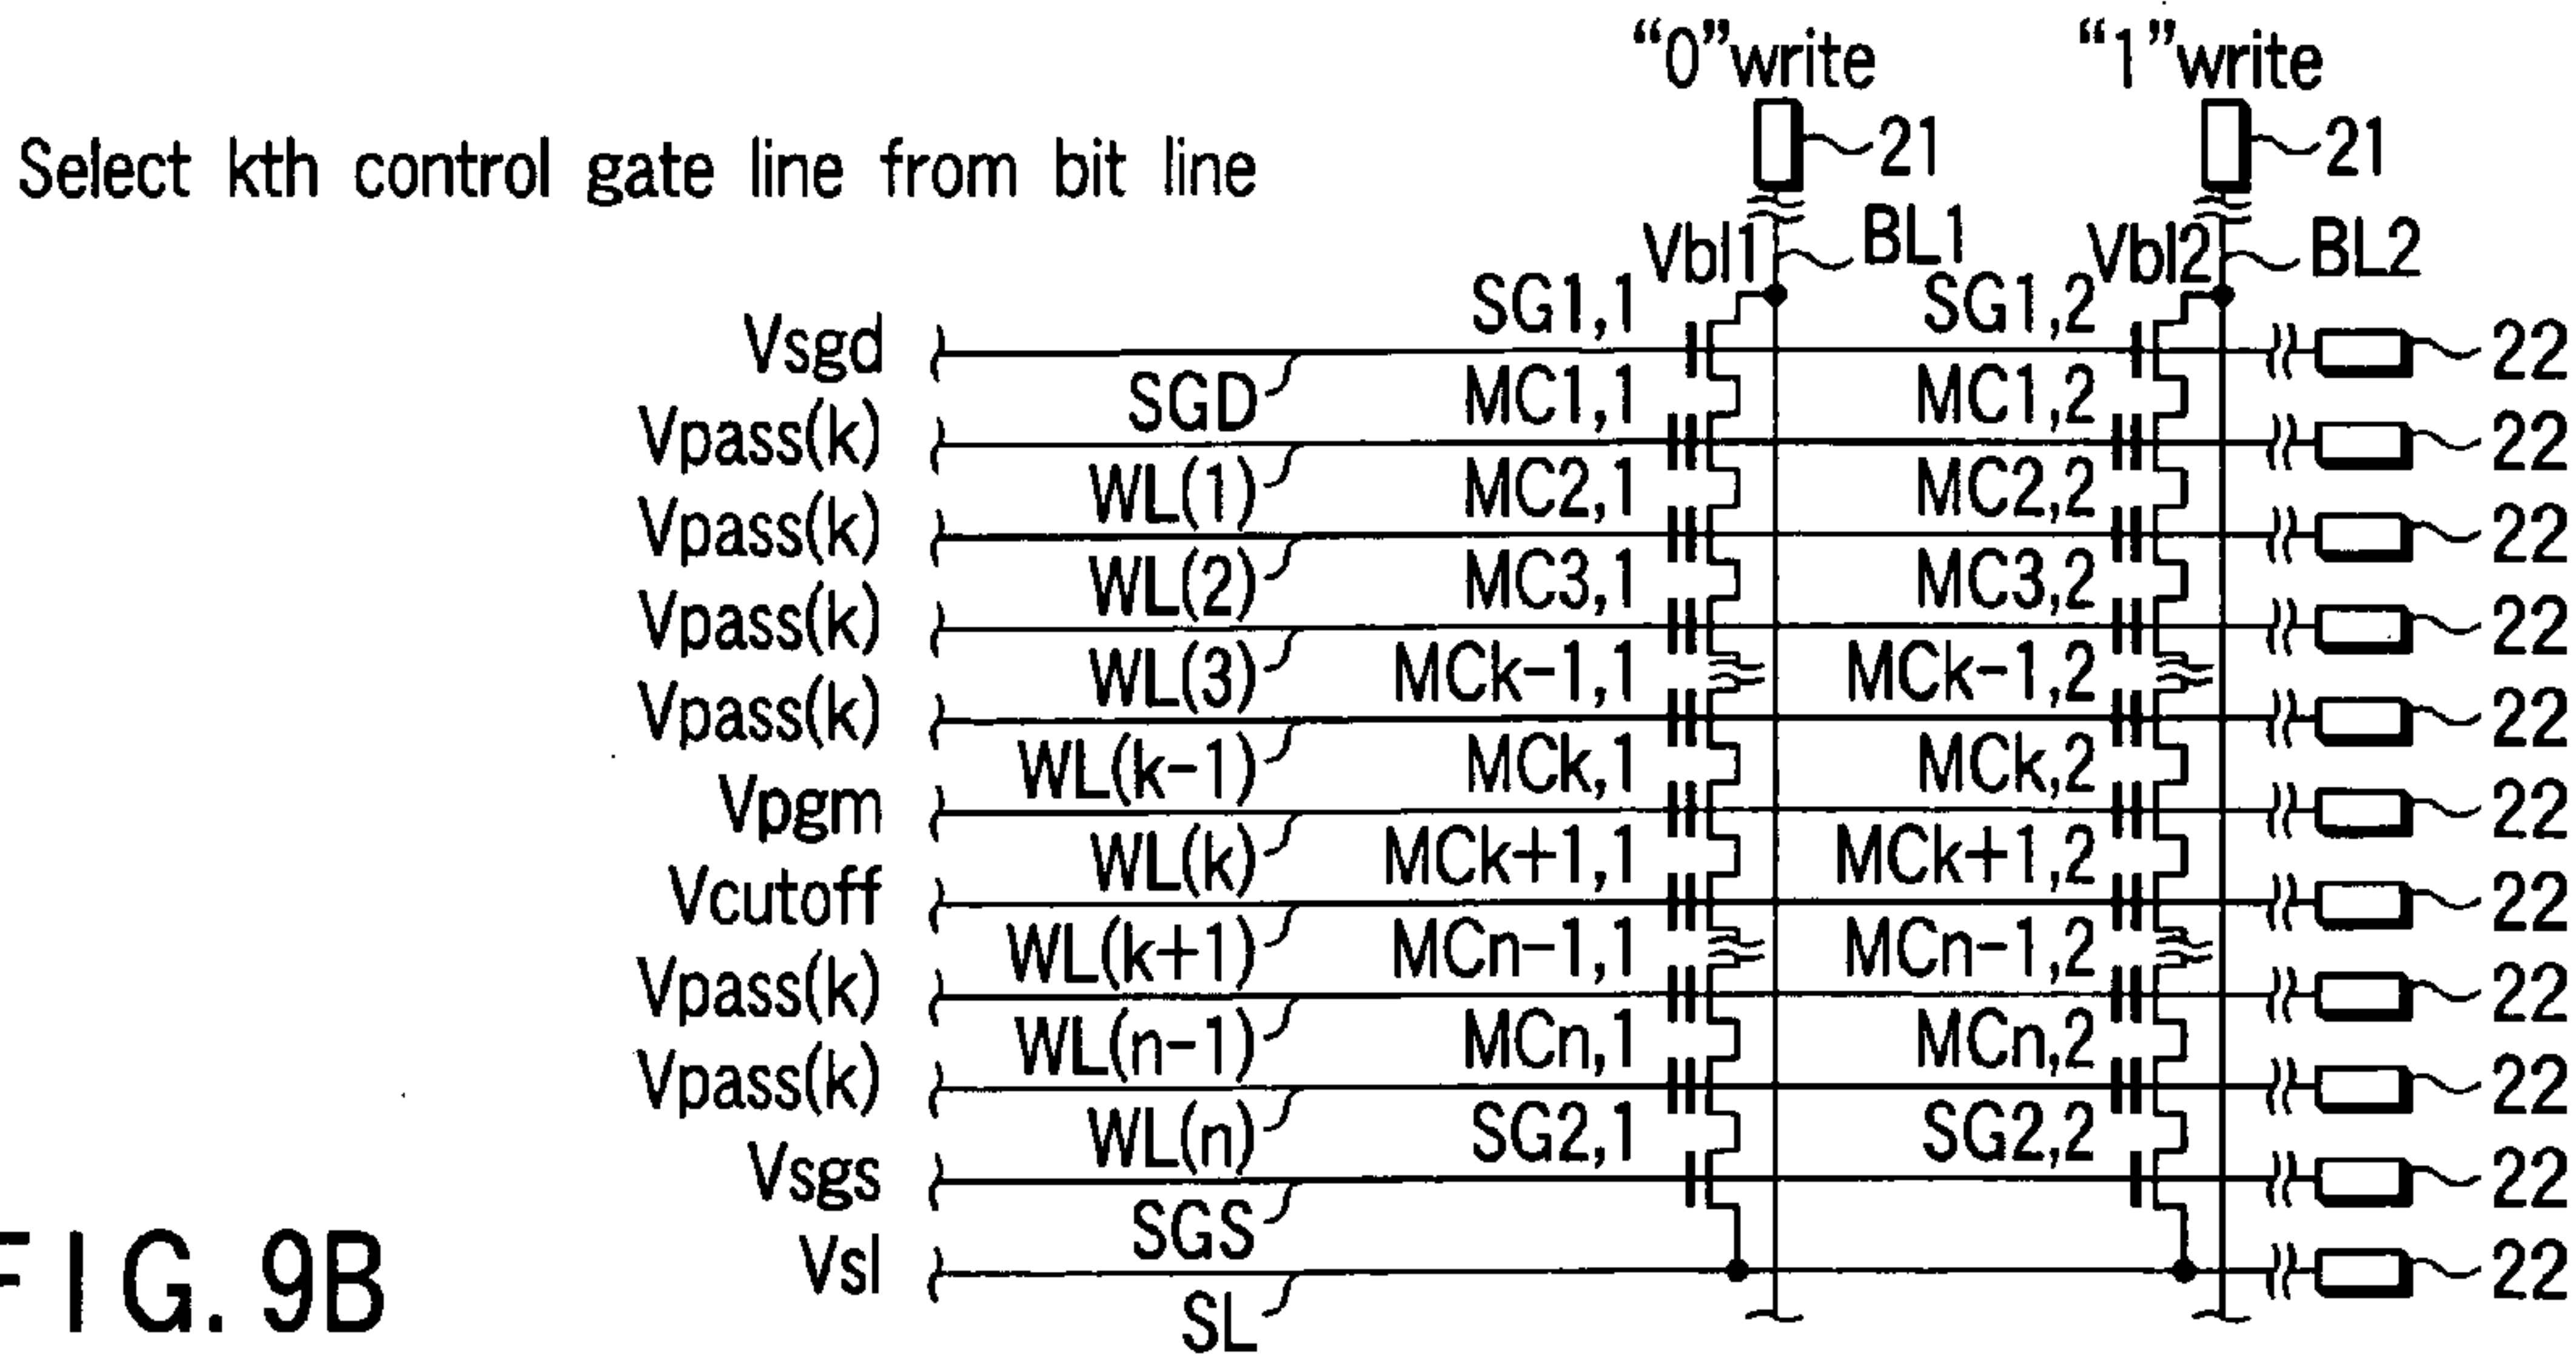 “0”write “1”write
Select kth control gate line from bit line 21 21
Vbl1 BL1 Vbl2 BL2
SG1,1 SG1,2
Vsgd SGD 22
MC1,1 MC1,2
Vpass(k) WL(1) 22
MC2,1 MC2,2
Vpass(k) WL(2) 22
MC3,1 MC3,2
Vpass(k) WL(3) 22
MCk-1,1 MCk-1,2
Vpass(k) WL(k-1) 22
MCk,1 MCk,2
Vpgm WL(k) 22
MCk+1,1 MCk+1,2
Vcutoff WL(k+1) 22
MCn-1,1 MCn-1,2
Vpass(k) WL(n-1) 22
MCn,1 MCn,2
Vpass(k) WL(n) 22
SG2,1 SG2,2
Vsgs SGS 22
Vsl SL 22
FIG. 9B